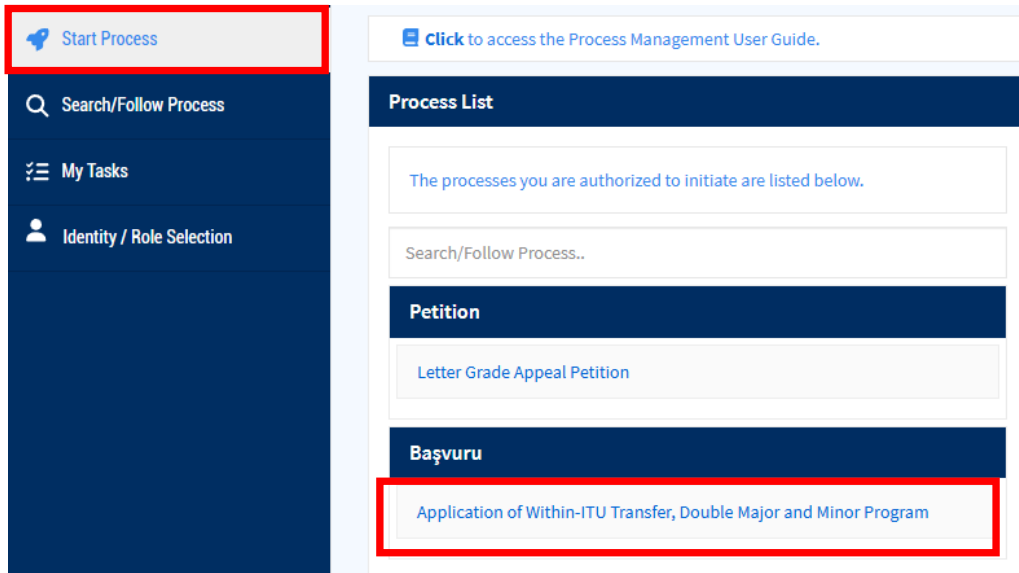 Start Process
Search/Follow Process
My Tasks
Identity / Role Selection
Click to access the Process Management User Guide.
Process List
The processes you are authorized to initiate are listed below.
Search/Follow Process..
Petition
Letter Grade Appeal Petition
Başvuru
Application of Within-ITU Transfer, Double Major and Minor Program